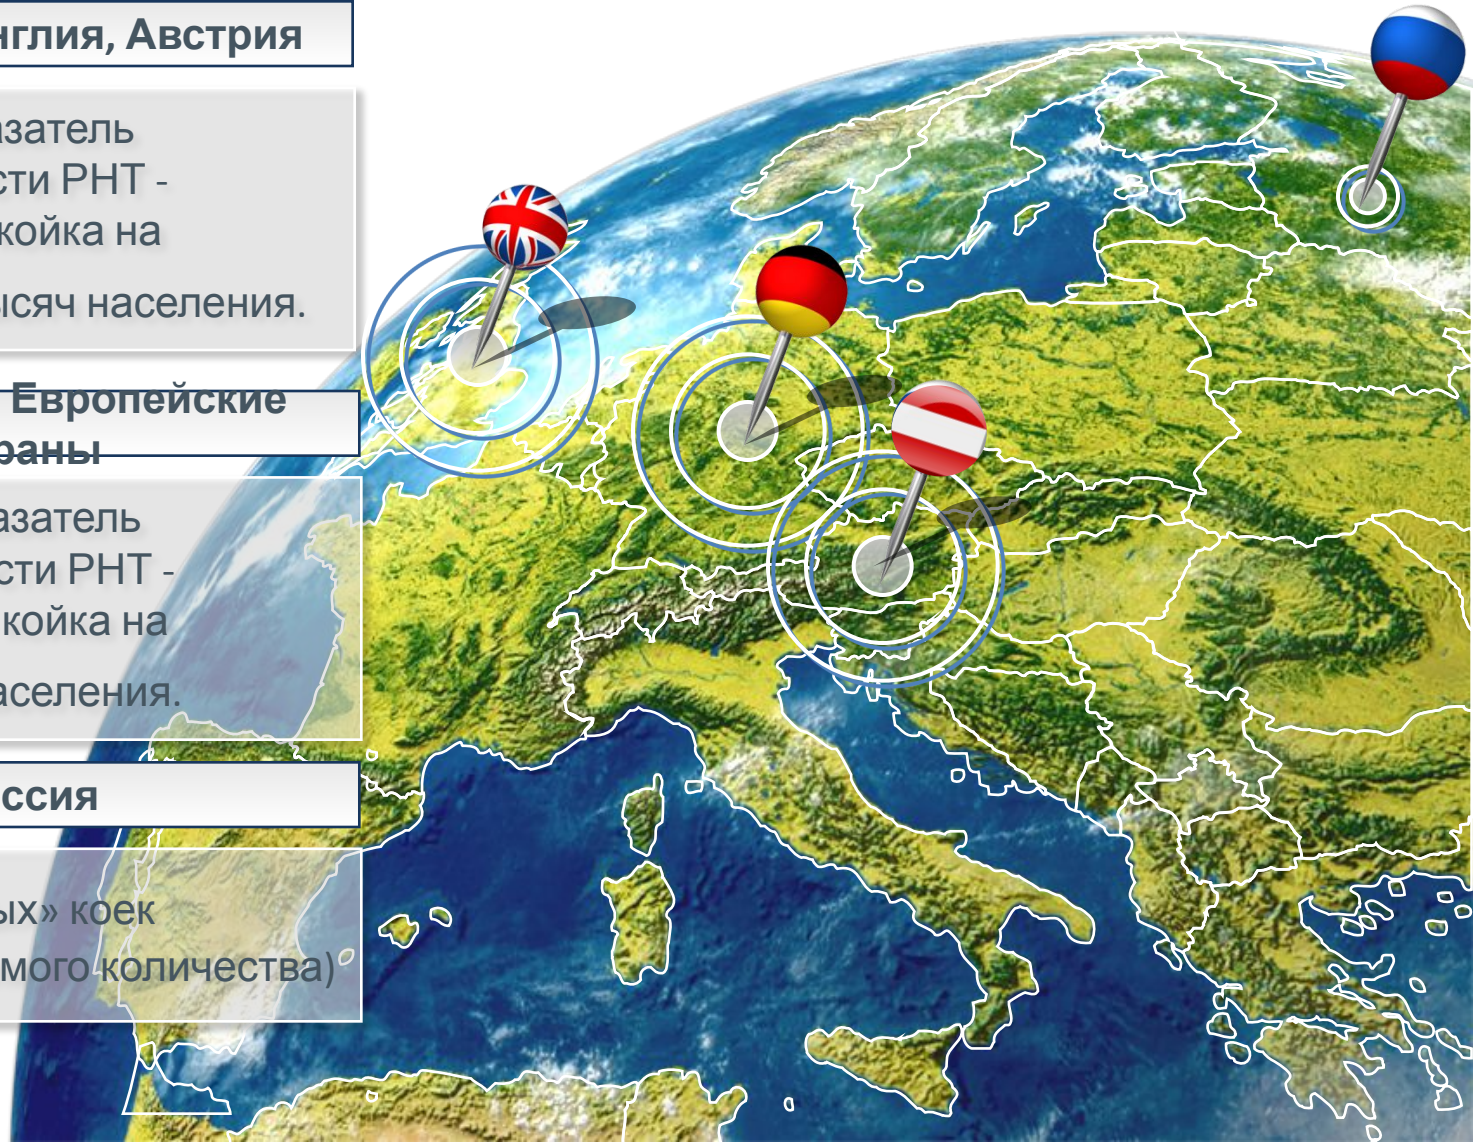 нглия, Австрия
азатель
сти РНТ -
койка на
ысяч населения.
Европейские
раны
азатель
сти РНТ -
койка на
аселения.
ссия
ых» коек
мого количества)